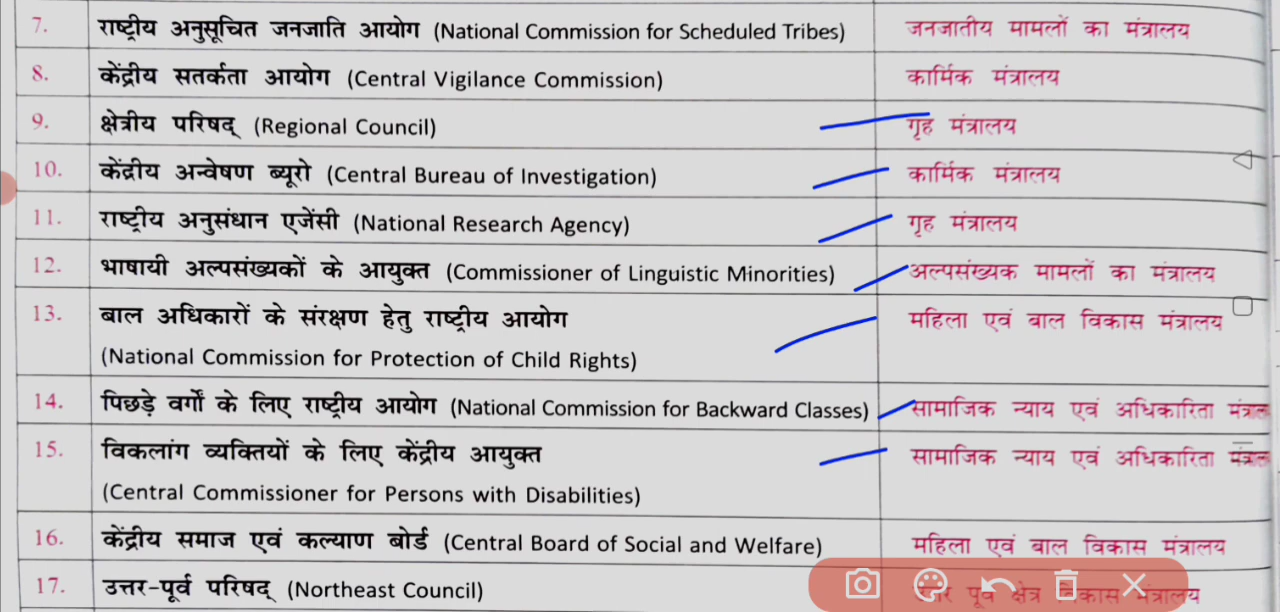 7. राष्ट्रीय अनुसूचित जनजाति आयोग (National Commission for Scheduled Tribes) जनजातीय मामलों का मंत्रालय
8. केंद्रीय सतर्कता आयोग (Central Vigilance Commission) कार्मिक मंत्रालय
9. क्षेत्रीय परिषद् (Regional Council) गृह मंत्रालय
10. केंद्रीय अन्वेषण ब्यूरो (Central Bureau of Investigation) कार्मिक मंत्रालय
11. राष्ट्रीय अनुसंधान एजेंसी (National Research Agency) गृह मंत्रालय
12. भाषायी अल्पसंख्यकों के आयुक्त (Commissioner of Linguistic Minorities) अल्पसंख्यक मामलों का मंत्रालय
13. बाल अधिकारों के संरक्षण हेतु राष्ट्रीय आयोग महिला एवं बाल विकास मंत्रालय
(National Commission for Protection of Child Rights)
14. पिछड़े वर्गों के लिए राष्ट्रीय आयोग (National Commission for Backward Classes) सामाजिक न्याय एवं अधिकारिता
15. विकलांग व्यक्तियों के लिए केंद्रीय आयुक्त सामाजिक न्याय एवं अधिकारिता
(Central Commissioner for Persons with Disabilities)
16. केंद्रीय समाज एवं कल्याण बोर्ड (Central Board of Social and Welfare) महिला एवं बाल विकास मंत्रालय
17. उत्तर-पूर्व परिषद् (Northeast Council) उत्तर पूर्व क्षेत्र विकास मंत्रालय